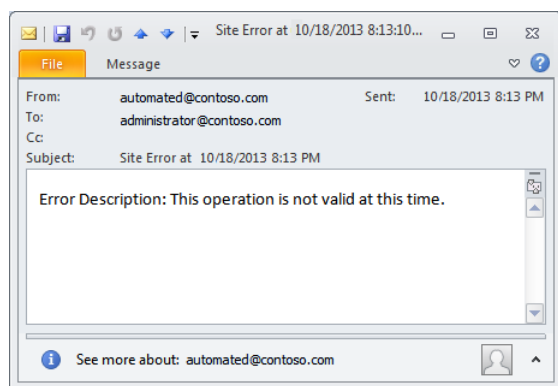 Site Error at 10/18/2013 8:13:10...
File Message
From: automated@contoso.com Sent: 10/18/2013 8:13 PM
To: administrator@contoso.com
Cc:
Subject: Site Error at 10/18/2013 8:13 PM
Error Description: This operation is not valid at this time.
See more about: automated@contoso.com